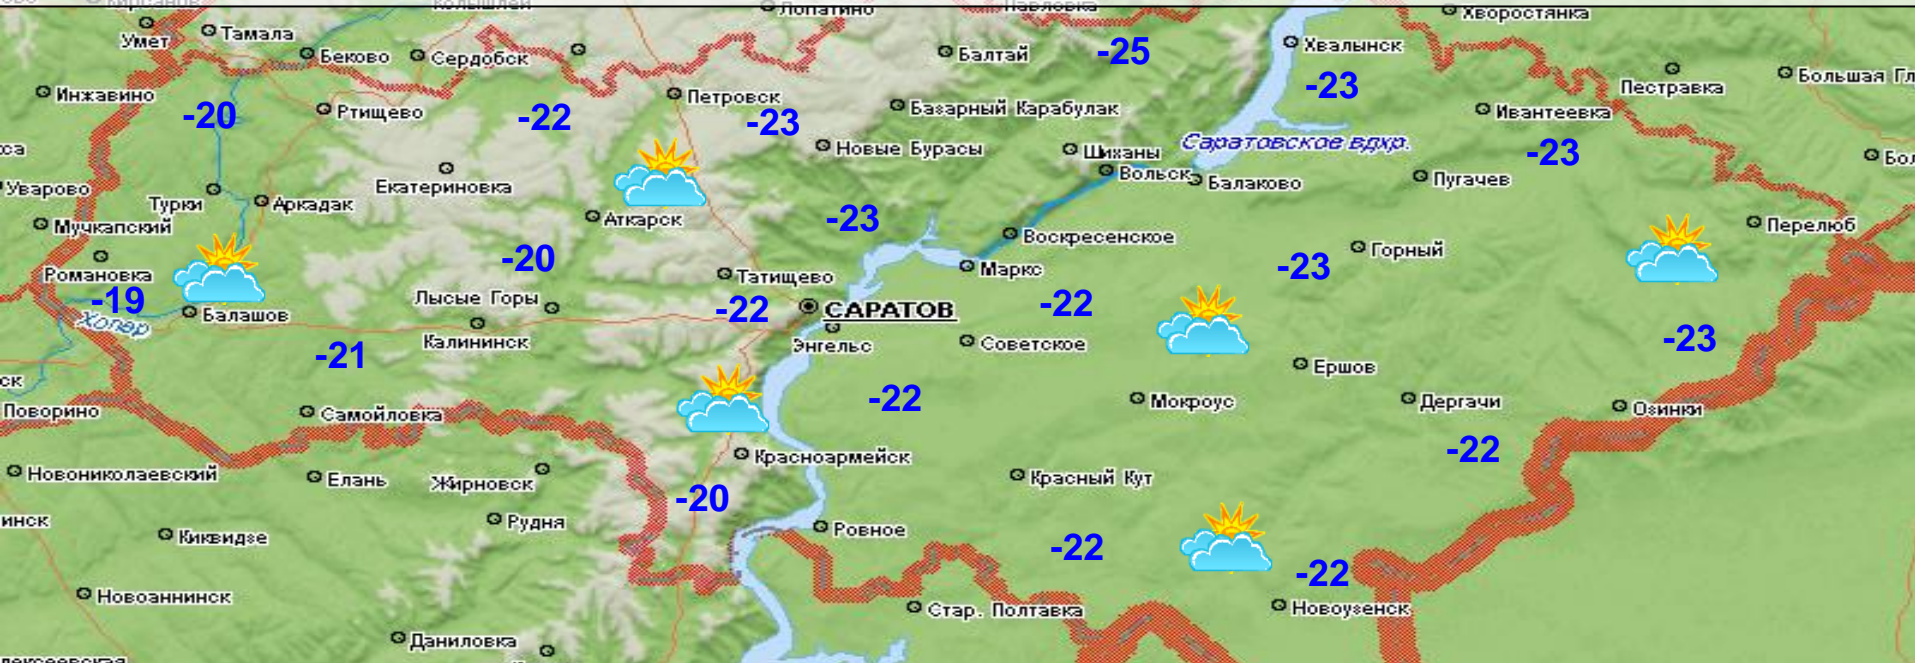 Лопатино
Хворостянка
Умет
Тамала
Беково
Сердобск
Балтай
-25
Хвалынск
Пестравка
Большая Гл
Инжавино
-20
Ртищево
-22
Петровск
-23
Базарный Карабулак
-23
Ивантеевка
Саратовское вдхр.
-23
Новые Бурасы
Шиханы
Вольск
Балаково
Пугачев
Бол
Уварово
Екатериновка
Турки
Аркадак
Аткарск
-23
Мучкапский
Воскресенское
Горный
Перелюб
Романовка
-20
Татищево
Маркс
-23
-19
Хопер
Балашов
Лысые Горы
-22
САРАТОВ
-22
Калининск
Энгельс
Советское
-23
-21
Ершов
ск
Поворино
Самойловка
-22
Мокроус
Дергачи
Озинки
Новониколаевский
Елань
Жирновск
Красноармейск
Красный Кут
-22
-20
инск
Киквидзе
Рудня
Ровное
-22
-22
Новоаннинск
Стар. Полтавка
Новоузенск
Даниловка